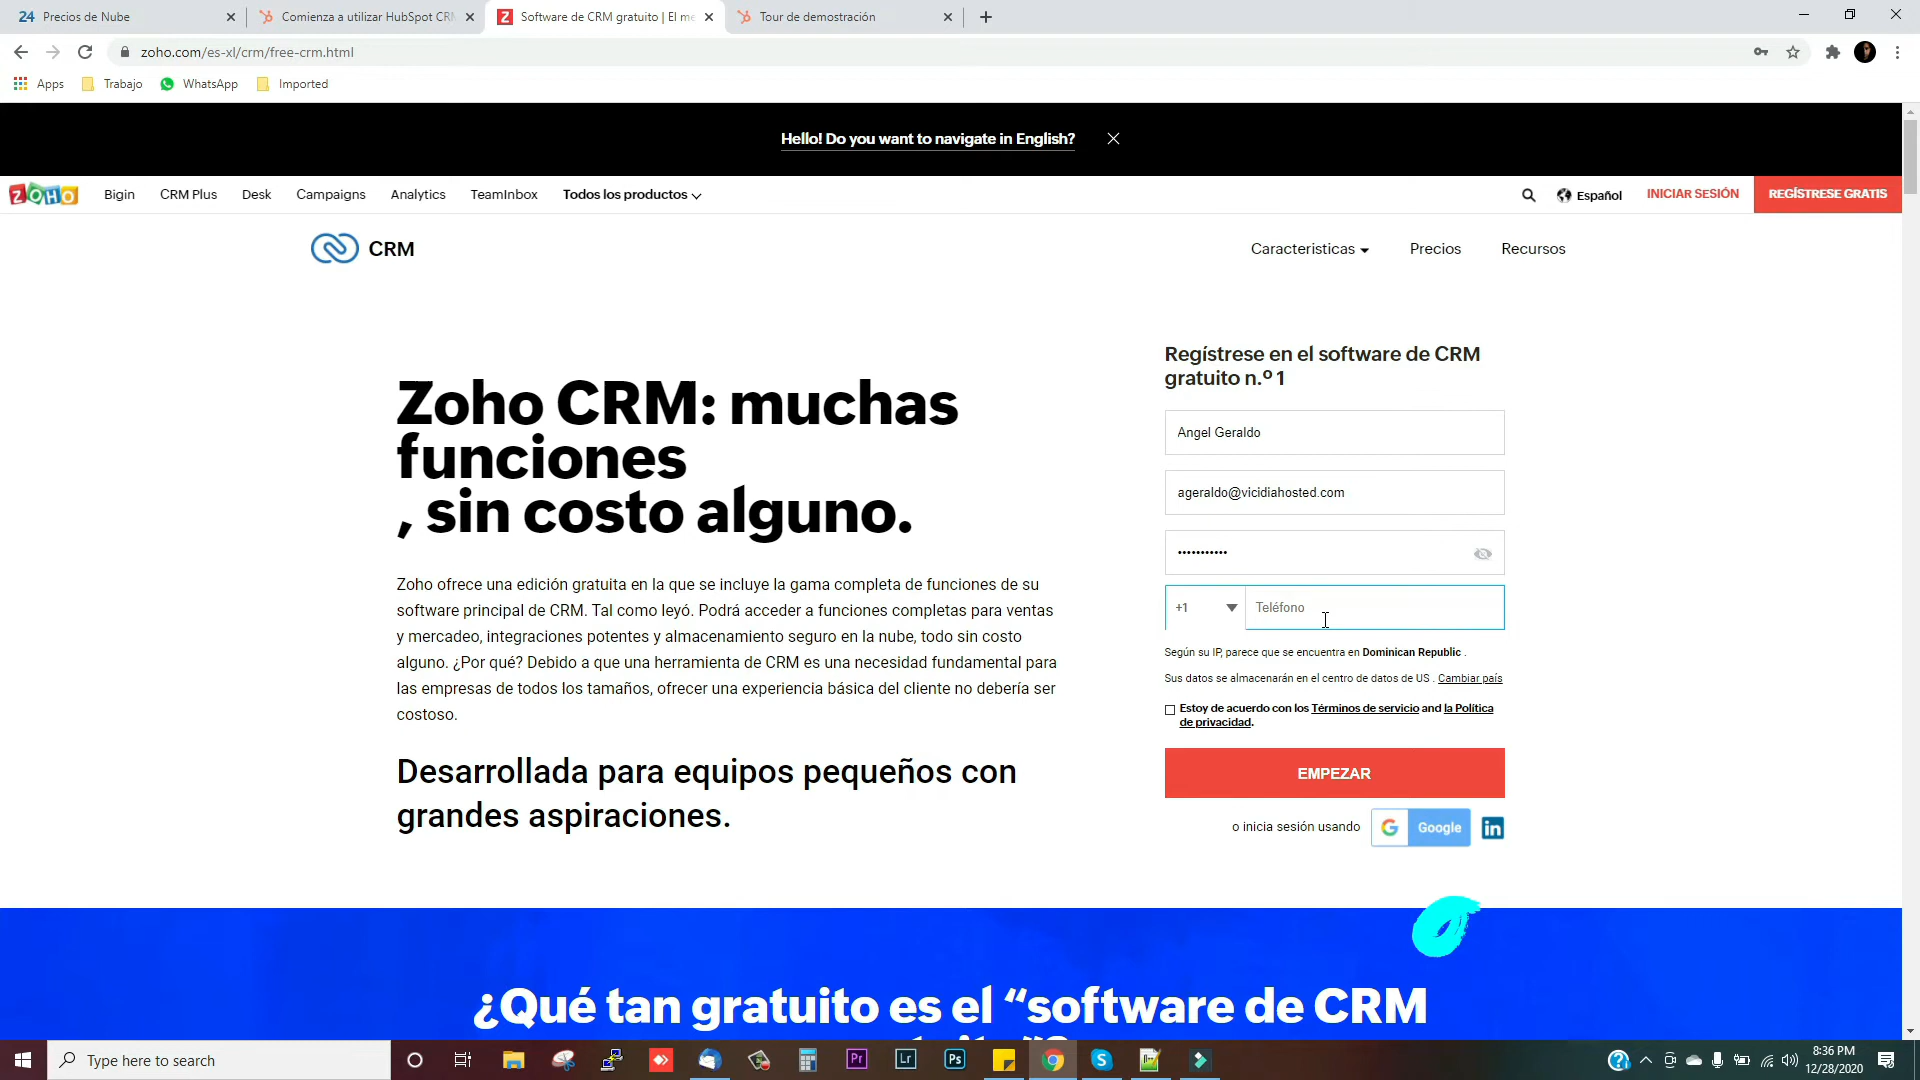 24 Precios de Nube
Comienza a utilizar HubSpot CRM
Software de CRM gratuito | El me
Tour de demostración
zoho.com/es-xl/crm/free-crm.html
Apps
Trabajo
WhatsApp
Imported
Hello! Do you want to navigate in English?
ZOHO
Bigin
CRM Plus
Desk
Campaigns
Analytics
TeamInbox
Todos los productos
Español
INICIAR SESIÓN
REGÍSTRESE GRATIS
CRM
Caracteristicas
Precios
Recursos
Zoho CRM: muchas
funciones
, sin costo alguno.
Zoho ofrece una edición gratuita en la que se incluye la gama completa de funciones de su
software principal de CRM. Tal como leyó. Podrá acceder a funciones completas para ventas
y mercadeo, integraciones potentes y almacenamiento seguro en la nube, todo sin costo
alguno. ¿Por qué? Debido a que una herramienta de CRM es una necesidad fundamental para
las empresas de todos los tamaños, ofrecer una experiencia básica del cliente no debería ser
costoso.
Desarrollada para equipos pequeños con
grandes aspiraciones.
Regístrese en el software de CRM
gratuito n.º 1
Angel Geraldo
ageraldo@vicidiahosted.com
•••••••••••
+1
Teléfono
Según su IP, parece que se encuentra en Dominican Republic .
Sus datos se almacenarán en el centro de datos de US . Cambiar país
Estoy de acuerdo con los Términos de servicio and la Política
de privacidad.
EMPEZAR
o inicia sesión usando
G Google
in
¿Qué tan gratuito es el “software de CRM
Type here to search
Pr
Lr
Ps
8:36 PM
12/28/2020